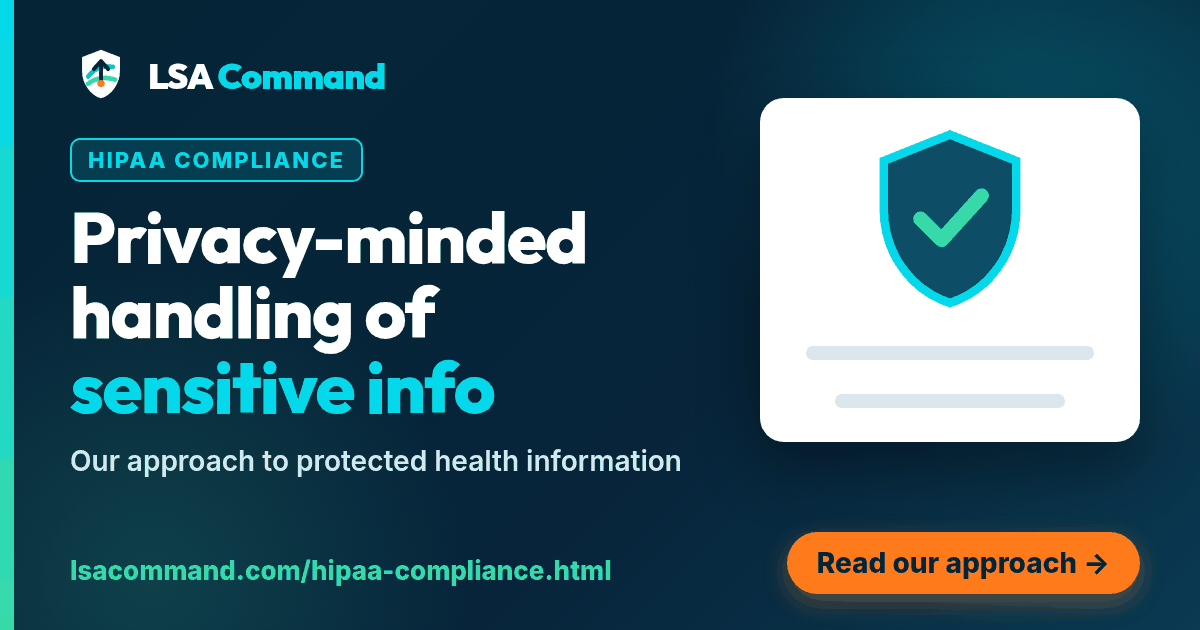 LSA Command
HIPAA COMPLIANCE
Privacy-minded
handling of
sensitive info
Our approach to protected health information
lsacommand.com/hipaa-compliance.html
Read our approach →